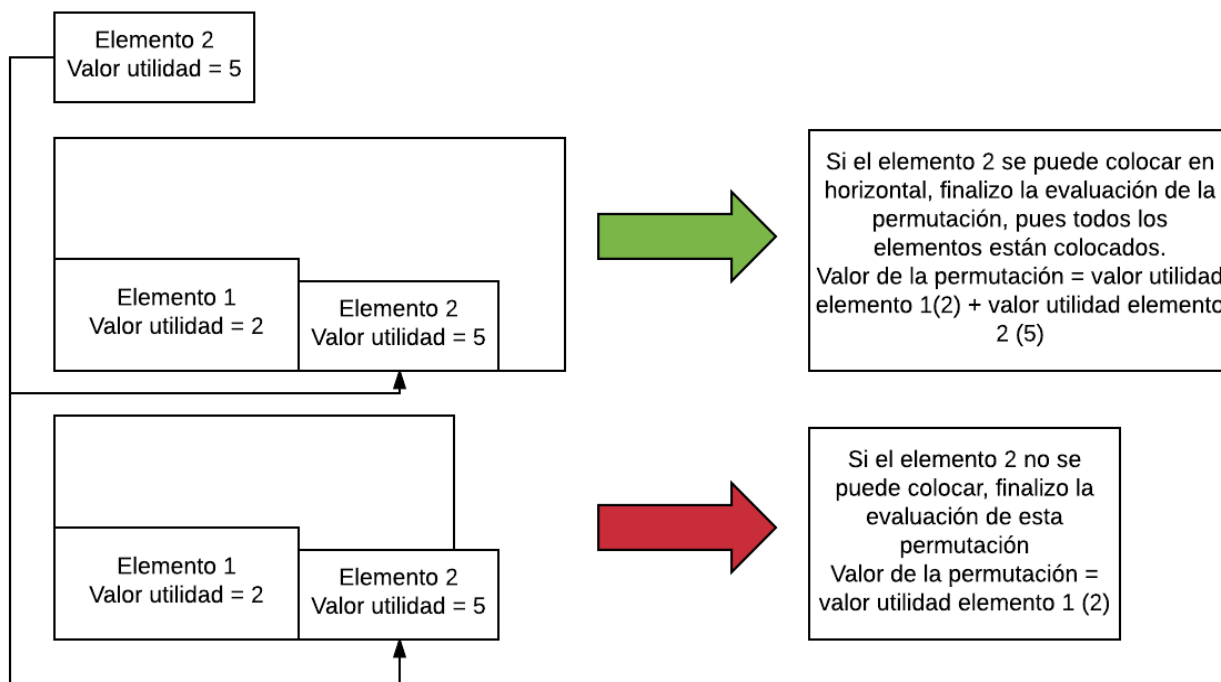 Elemento 2
Valor utilidad = 5
Elemento 1
Valor utilidad = 2
Elemento 2
Valor utilidad = 5
Si el elemento 2 se puede colocar en
horizontal, finalizo la evaluación de la
permutación, pues todos los
elementos están colocados.
Valor de la permutación = valor utilidad
elemento 1(2) + valor utilidad elemento
2 (5)
Elemento 1
Valor utilidad = 2
Elemento 2
Valor utilidad = 5
Si el elemento 2 no se
puede colocar, finalizo la
evaluación de esta
permutación
Valor de la permutación =
valor utilidad elemento 1 (2)